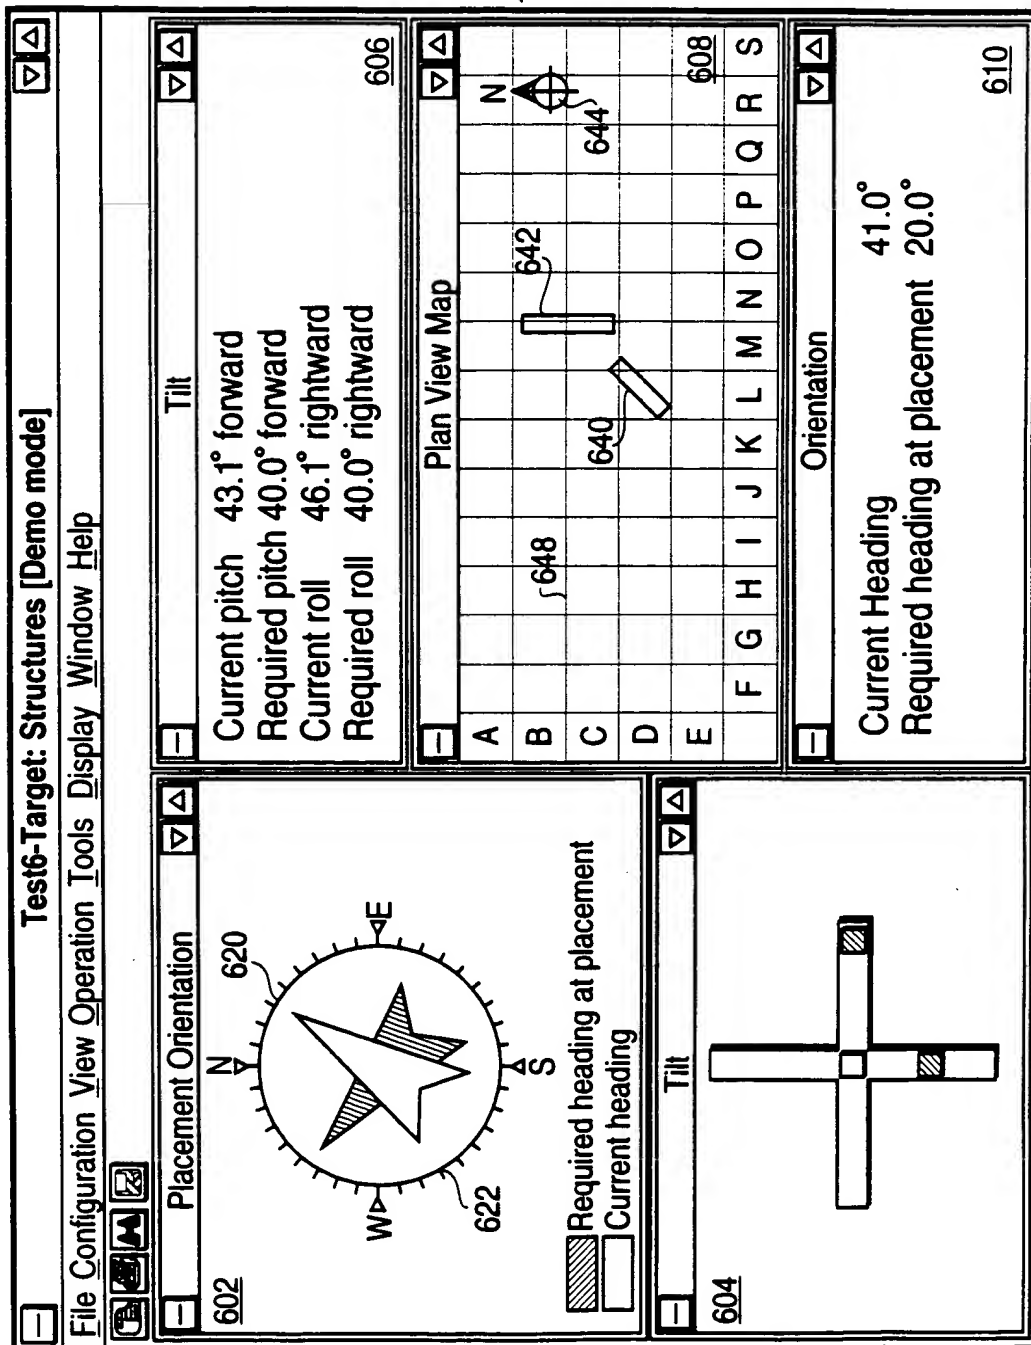 Test6-Target: Structures [Demo mode]
File Configuration View Operation Tools Display Window Help
Placement Orientation
602
N
E
S
W
620
622
Required heading at placement
Current heading
Tilt
604
Tilt
Current pitch 43.1° forward
Required pitch 40.0° forward
Current roll 46.1° rightward
Required roll 40.0° rightward
606
Plan View Map
A
B
C
D
E
F G H I J K L M N O P Q R S
N
648
640
642
644
608
Orientation
Current Heading 41.0°
Required heading at placement 20.0°
610